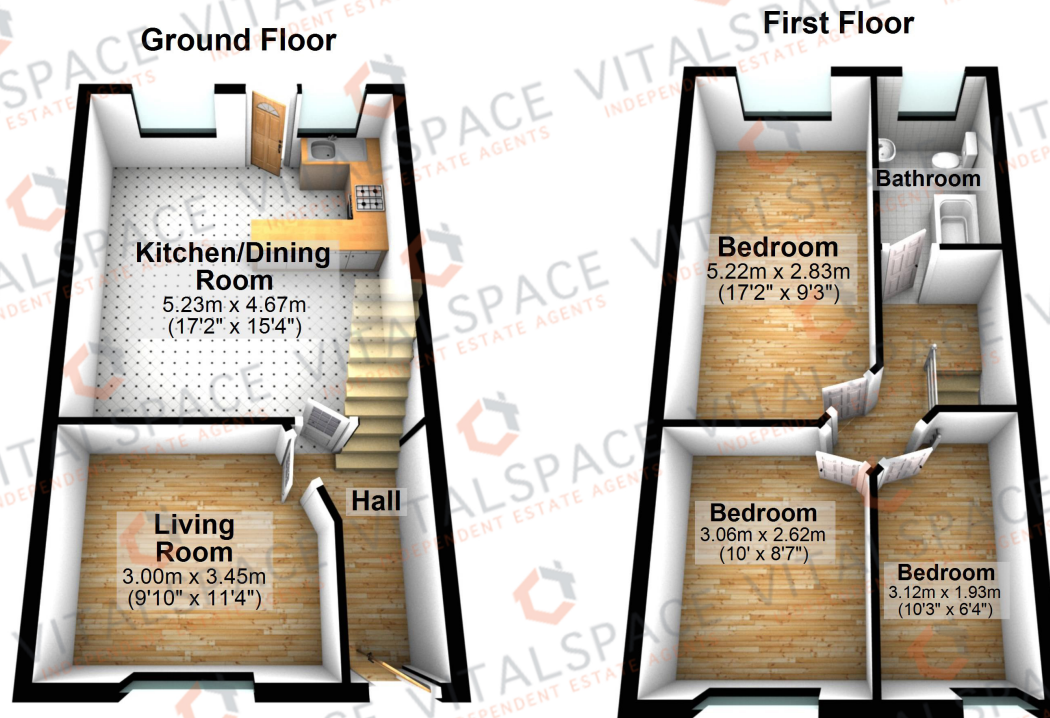 Ground Floor
Kitchen/Dining
Room
5.23m x 4.67m
(17'2" x 15'4")
Living
Room
3.00m x 3.45m
(9'10" x 11'4")
Hall
First Floor
Bedroom
5.22m x 2.83m
(17'2" x 9'3")
Bathroom
Bedroom
3.06m x 2.62m
(10' x 8'7")
Bedroom
3.12m x 1.93m
(10'3" x 6'4")
VITALSPACE
INDEPENDENT ESTATE AGENTS